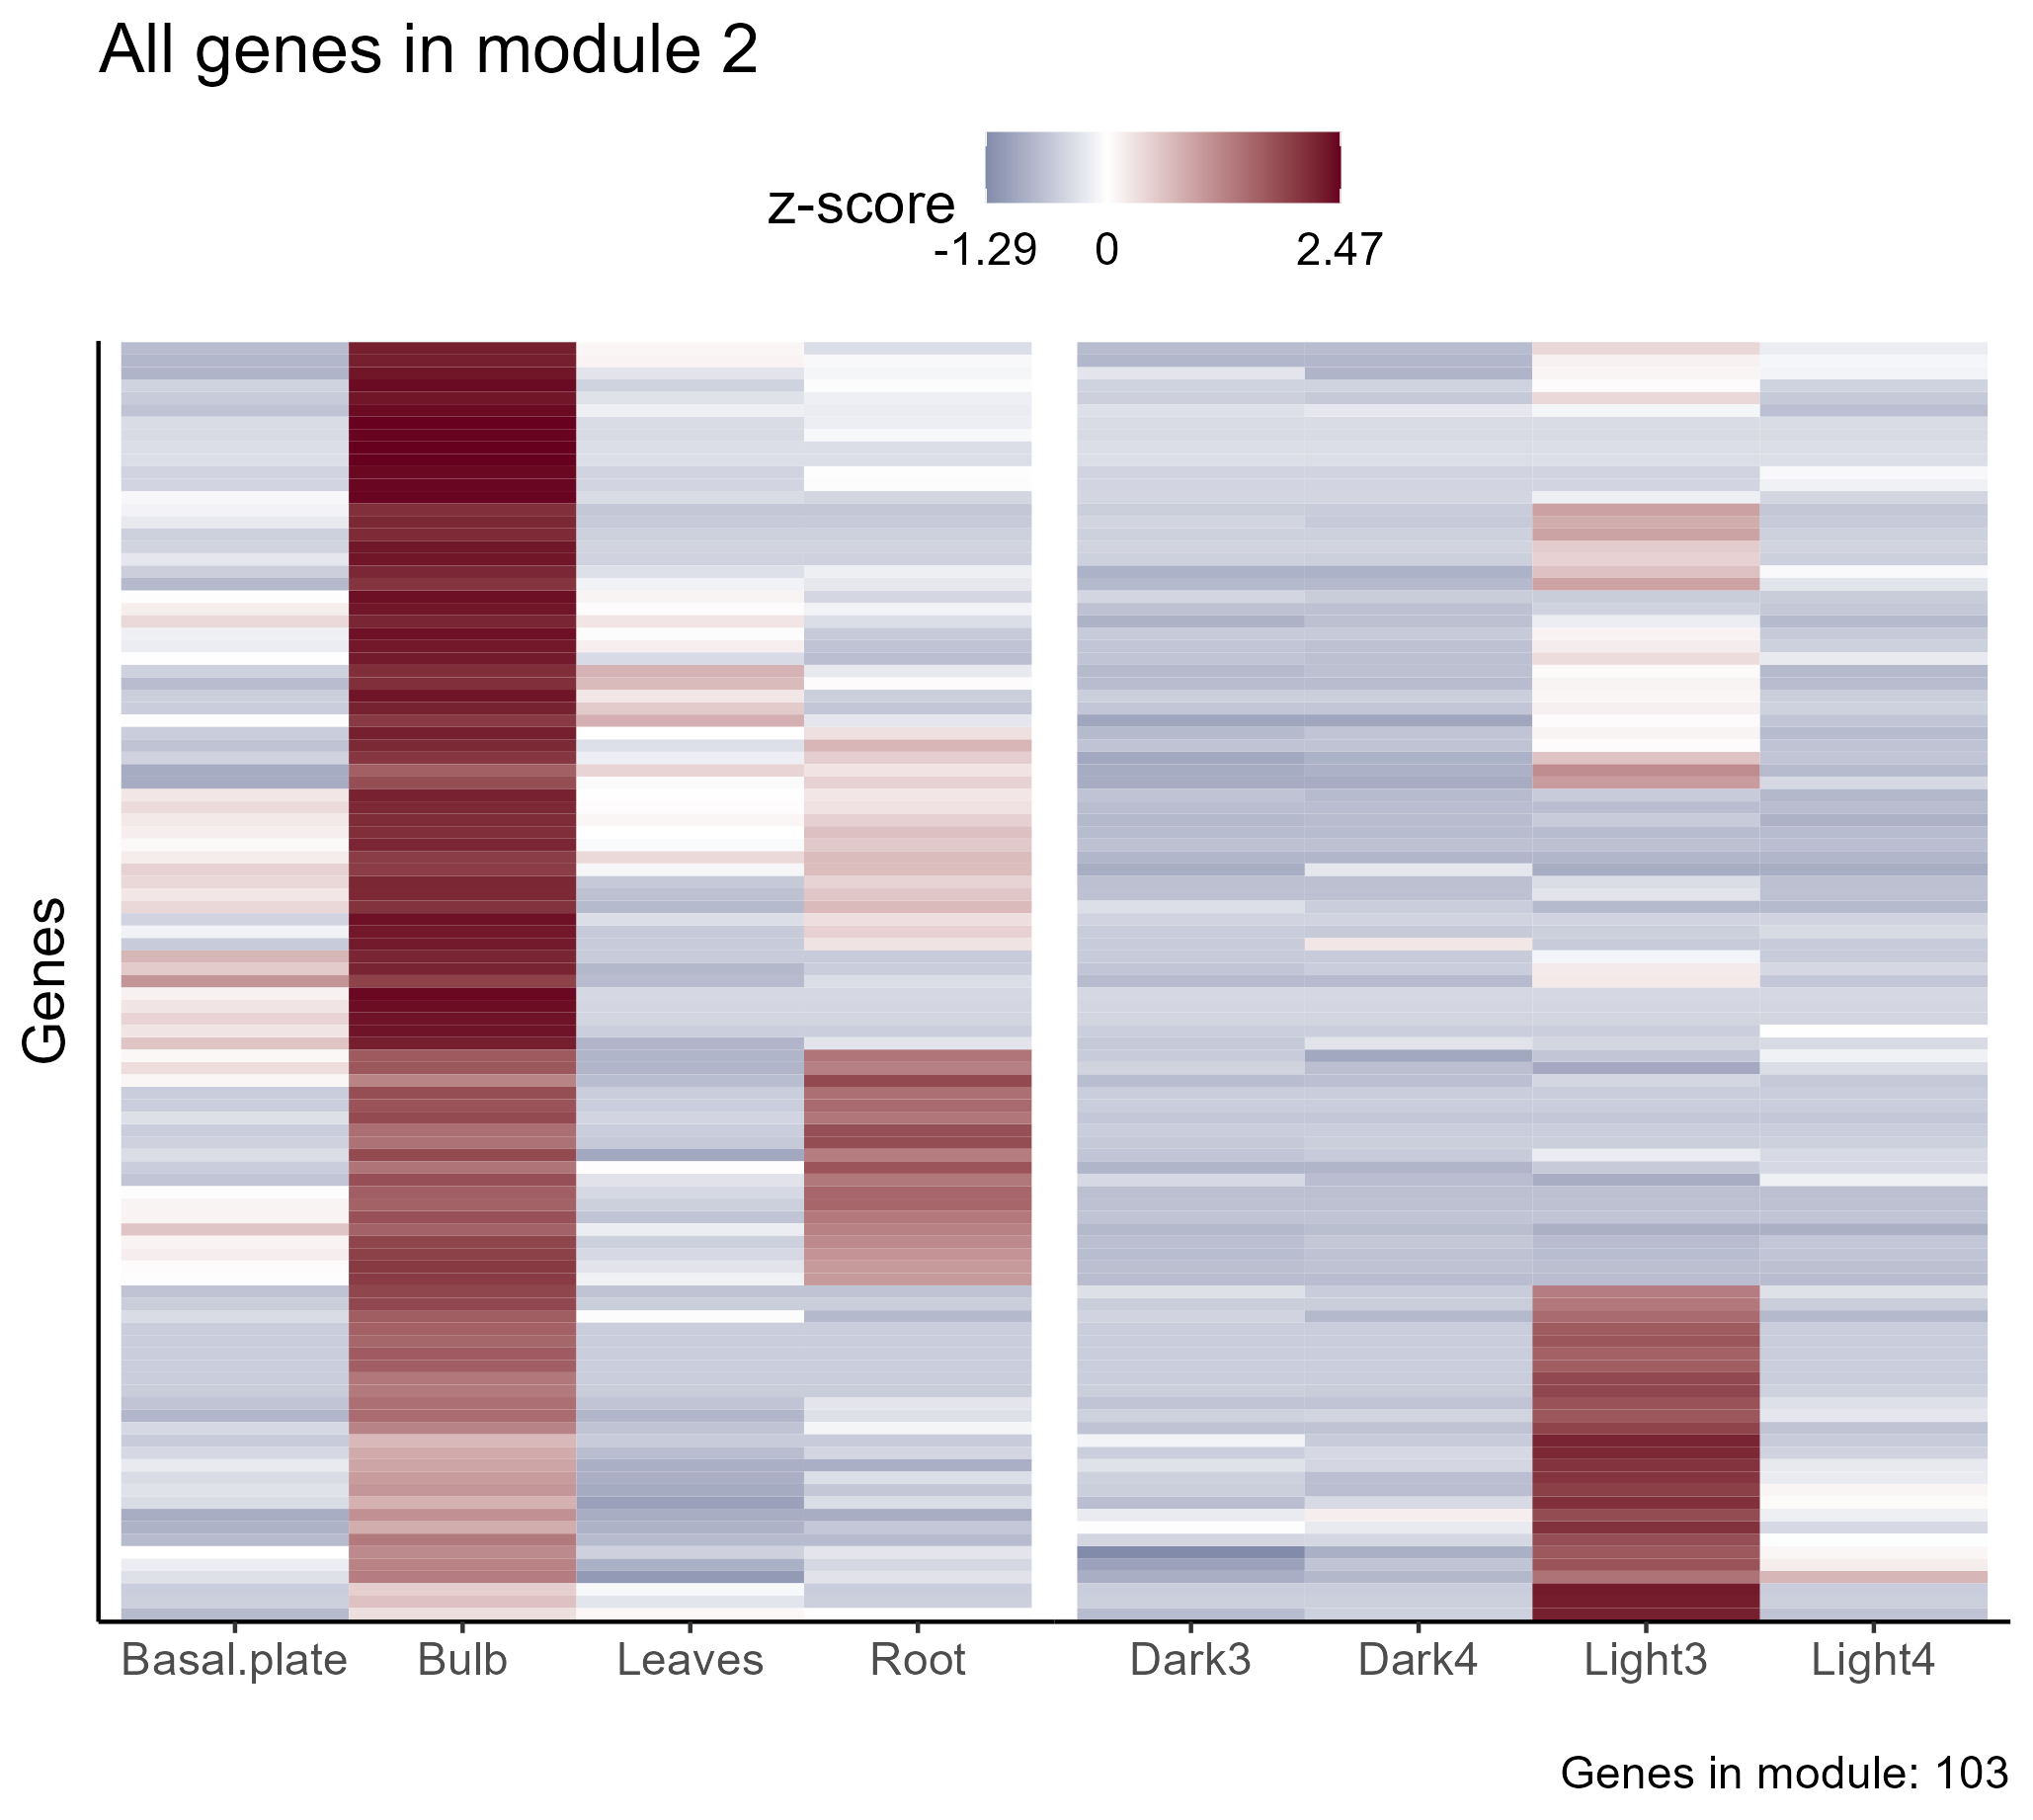 All genes in module 2
z-score
-1.29 0 2.47
Genes
Basal.plate Bulb Leaves Root Dark3 Dark4 Light3 Light4
Genes in module: 103